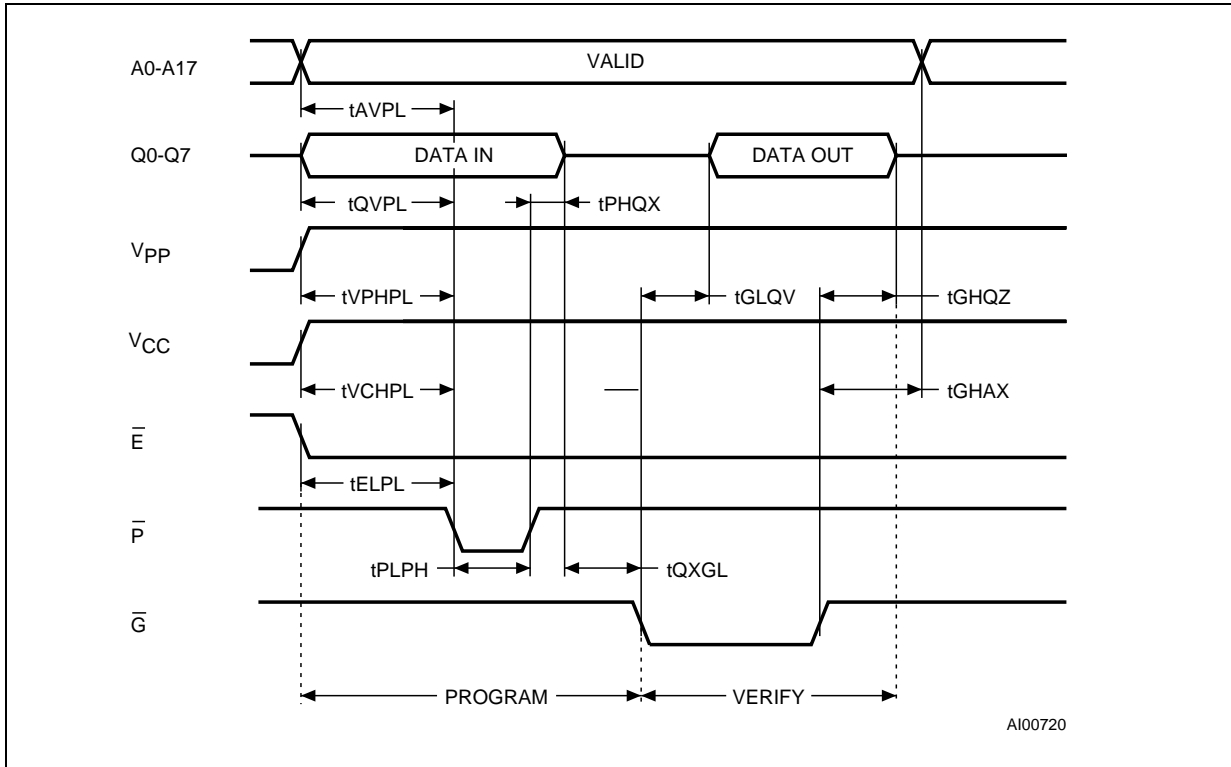 A0-A17
VALID
tAVPL
Q0-Q7
DATA IN
DATA OUT
tQVPL
tPHQX
VPP
tVPHPL
tGLQV
tGHQZ
VCC
tVCHPL
tGHAX
E̅
tELPL
P̅
tPLPH
tQXGL
G̅
PROGRAM
VERIFY
AI00720